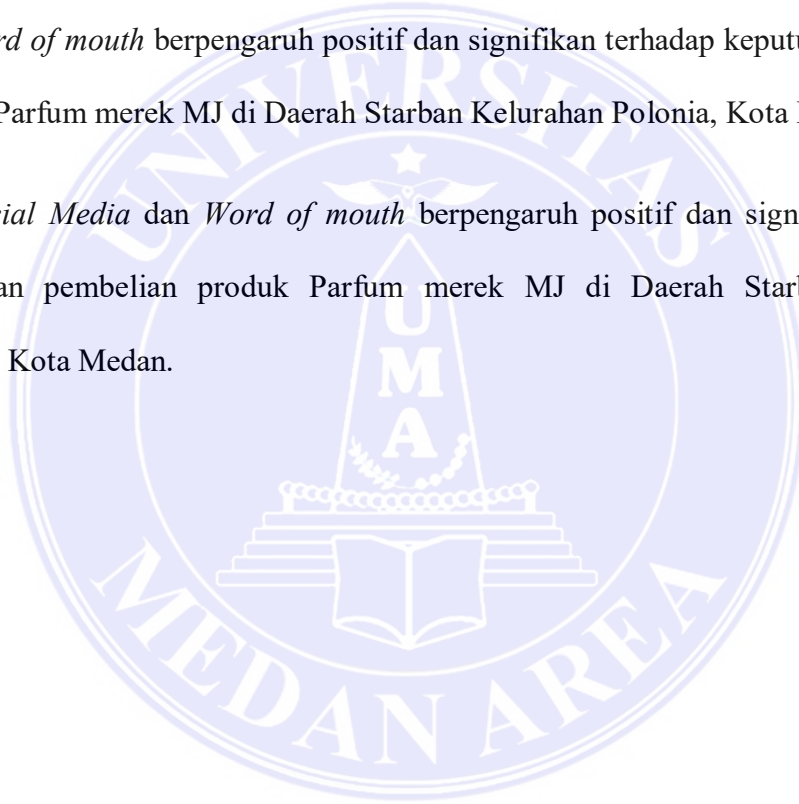 rd of mouth berpengaruh positif dan signifikan terhadap keputu
Parfum merek MJ di Daerah Starban Kelurahan Polonia, Kota
cial Media dan Word of mouth berpengaruh positif dan sign
an pembelian produk Parfum merek MJ di Daerah Starb
Kota Medan.
UNIVERSITAS
UMA
MEDAN AREA